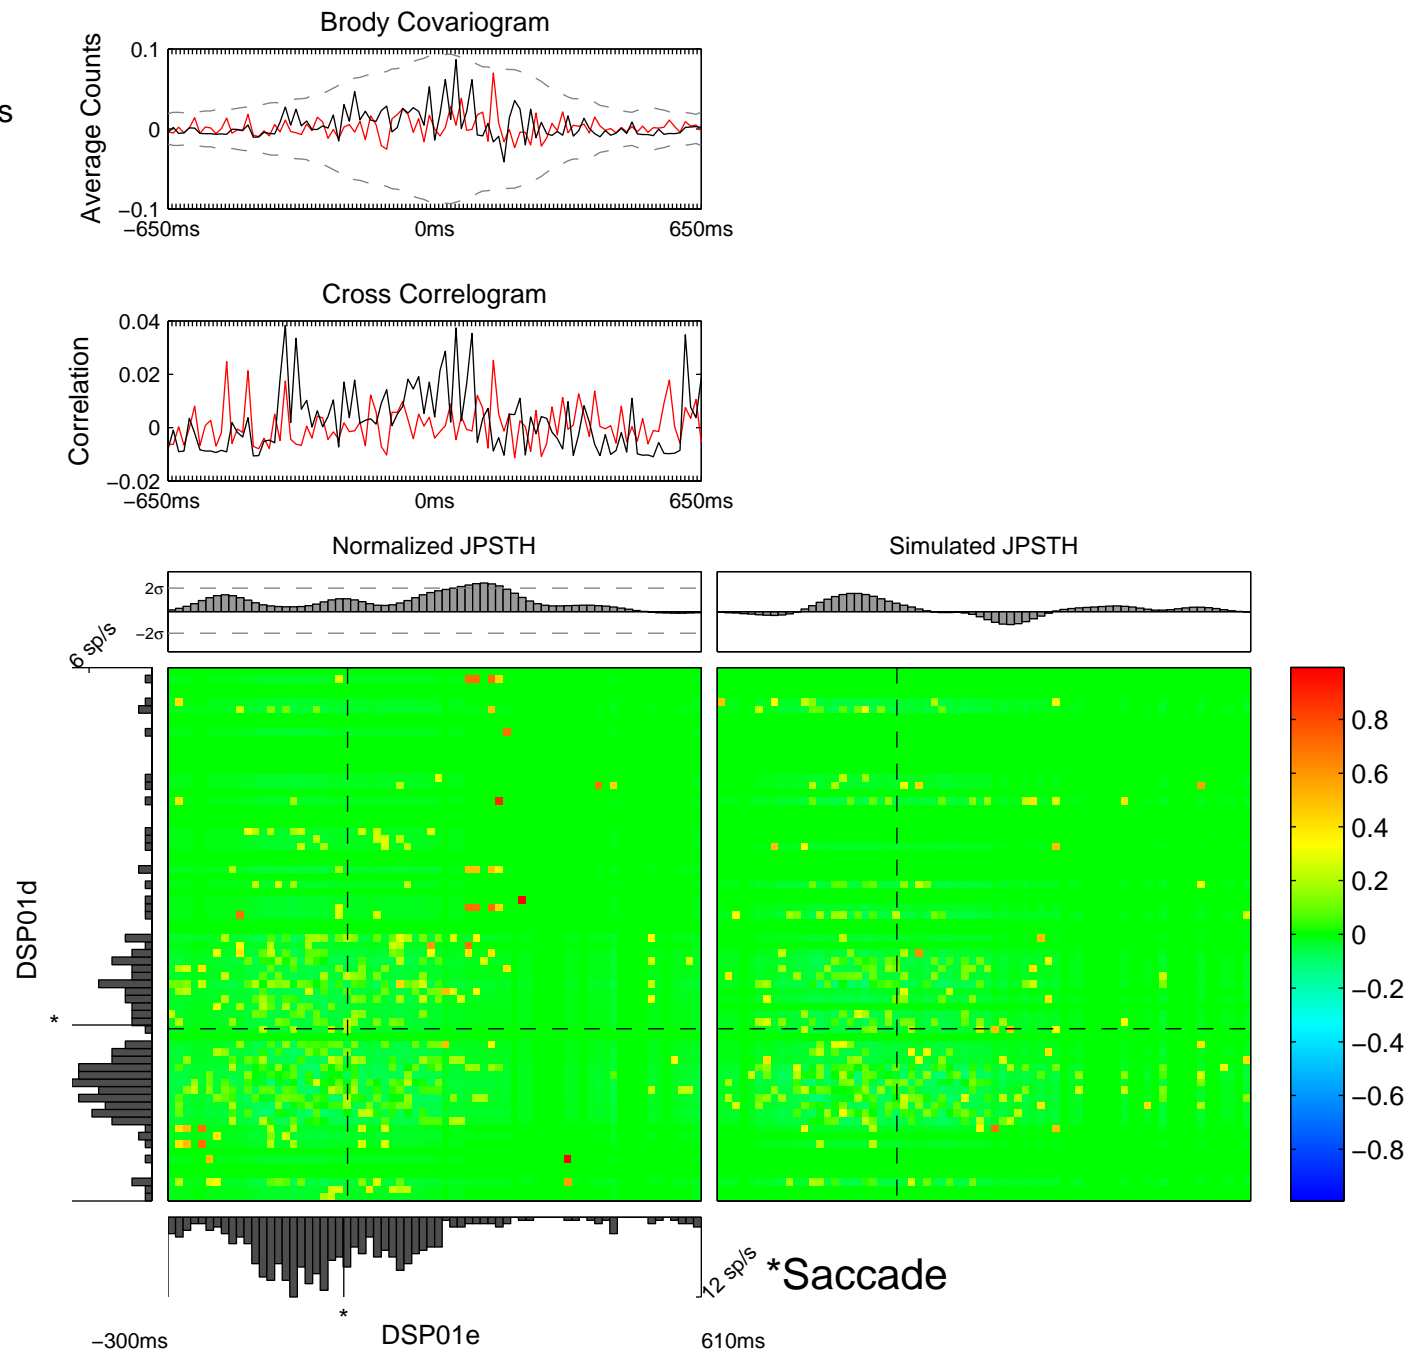 Brody Covariogram
s
Average Counts
0.1
0
−0.1
−650ms
0ms
650ms
Cross Correlogram
Correlation
0.04
0.02
0
−0.02
−650ms
0ms
650ms
Normalized JPSTH
Simulated JPSTH
2σ
−2σ
6 sp/s
DSP01d
*
0.8
0.6
0.4
0.2
0
−0.2
−0.4
−0.6
−0.8
12 sp/s
*Saccade
*
−300ms
DSP01e
610ms